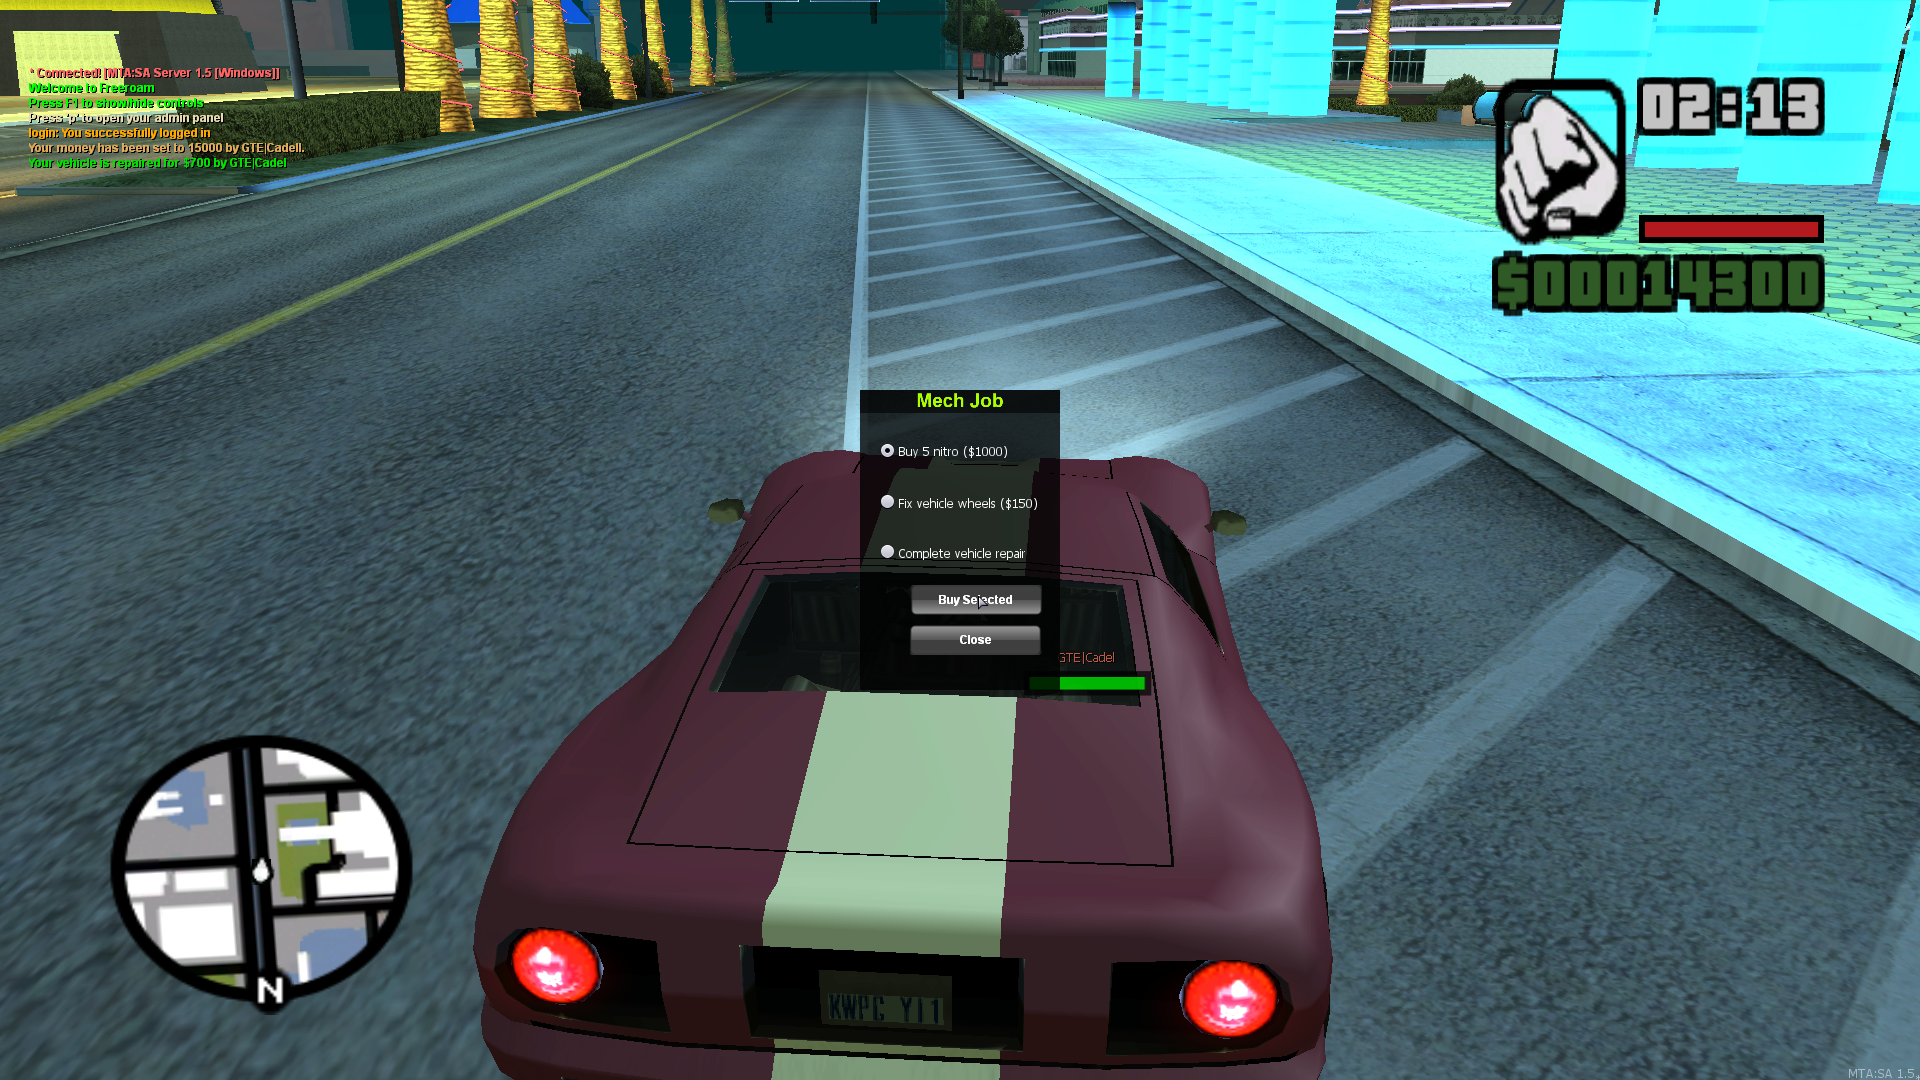 * Connected! [MTA:SA Server 1.5 [Windows]]
Welcome to Freeroam
Press F1 to show/hide controls
Press 'p' to open your admin panel
login: You successfully logged in
Your money has been set to 15000 by GTE|Cadell.
Your vehicle is repaired for $700 by GTE|Cadel
02:13
$00014300
Mech Job
Buy 5 nitro ($1000)
Fix vehicle wheels ($150)
Complete vehicle repair
Buy Selected
Close
GTE|Cadel
N
MTA:SA 1.5